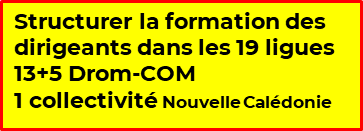 Structurer la formation des
dirigeants dans les 19 ligues
13+5 Drom-COM
1 collectivité Nouvelle Calédonie